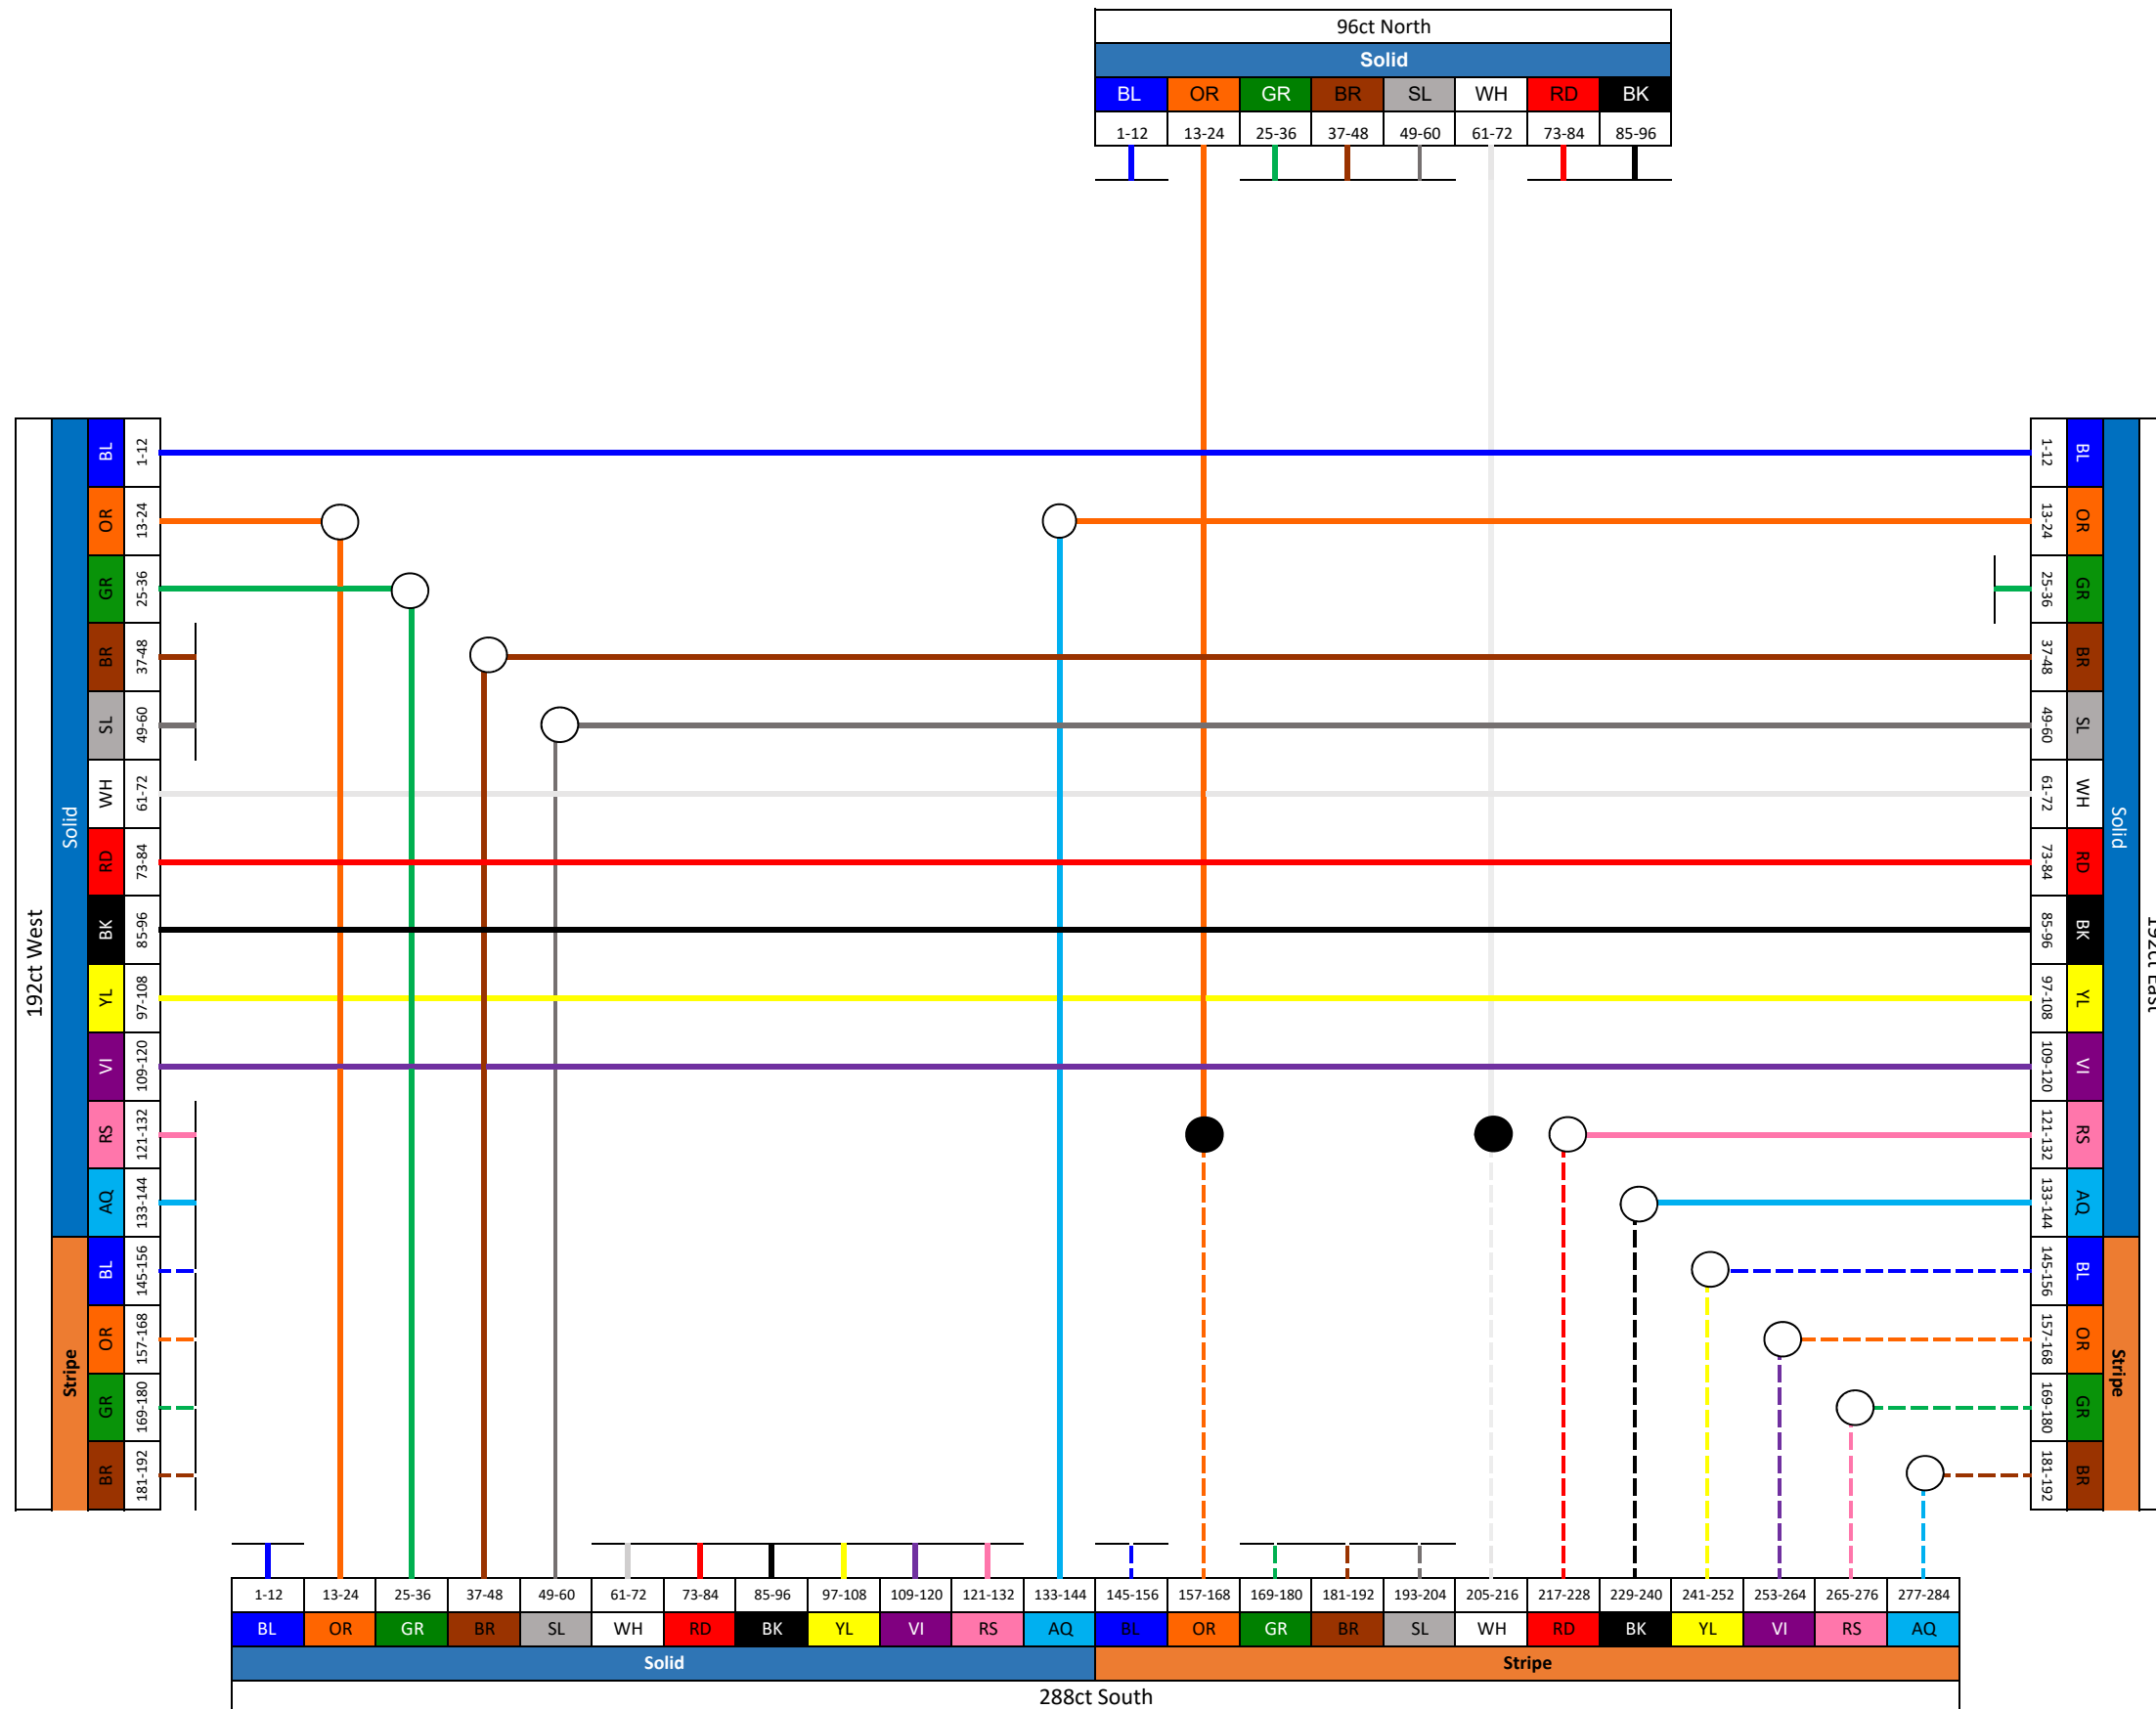 96ct North
Solid
BL OR GR BR SL WH RD BK
1-12 13-24 25-36 37-48 49-60 61-72 73-84 85-96
192ct West
Solid
Stripe
BL 1-12
OR 13-24
GR 25-36
BR 37-48
SL 49-60
WH 61-72
RD 73-84
BK 85-96
YL 97-108
VI 109-120
RS 121-132
AQ 133-144
BL 145-156
OR 157-168
GR 169-180
BR 181-192
1-12 BL
13-24 OR
25-36 GR
37-48 BR
49-60 SL
61-72 WH
73-84 RD
85-96 BK
97-108 YL
109-120 VI
121-132 RS
133-144 AQ
145-156 BL
157-168 OR
169-180 GR
181-192 BR
Solid
Stripe
192ct East
1-12 13-24 25-36 37-48 49-60 61-72 73-84 85-96 97-108 109-120 121-132 133-144 145-156 157-168 169-180 181-192 193-204 205-216 217-228 229-240 241-252 253-264 265-276 277-284
BL OR GR BR SL WH RD BK YL VI RS AQ BL OR GR BR SL WH RD BK YL VI RS AQ
Solid Stripe
288ct South